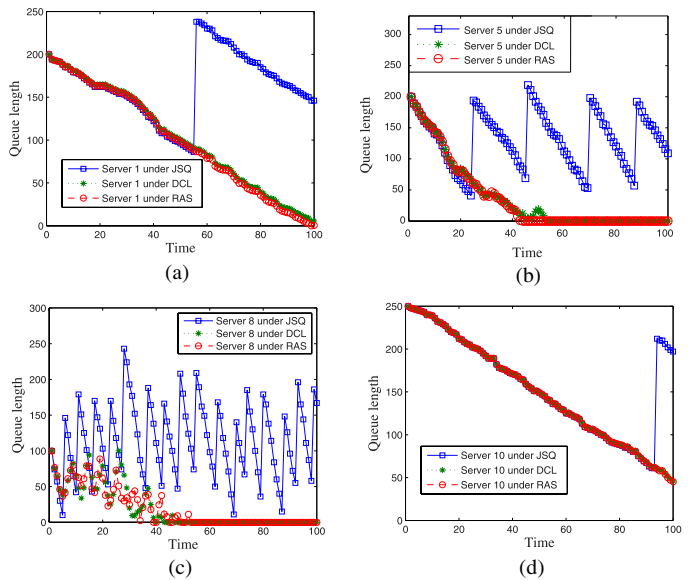 250
200
150
100
50
0
Queue length
Server 1 under JSQ
Server 1 under DCL
Server 1 under RAS
0 20 40 60 80 100
Time
(a)
300
250
200
150
100
50
0
Queue length
Server 5 under JSQ
Server 5 under DCL
Server 5 under RAS
0 20 40 60 80 100
Time
(b)
300
250
200
150
100
50
0
Queue length
Server 8 under JSQ
Server 8 under DCL
Server 8 under RAS
0 20 40 60 80 100
Time
(c)
250
200
150
100
50
0
Queue length
Server 10 under JSQ
Server 10 under DCL
Server 10 under RAS
0 20 40 60 80 100
Time
(d)